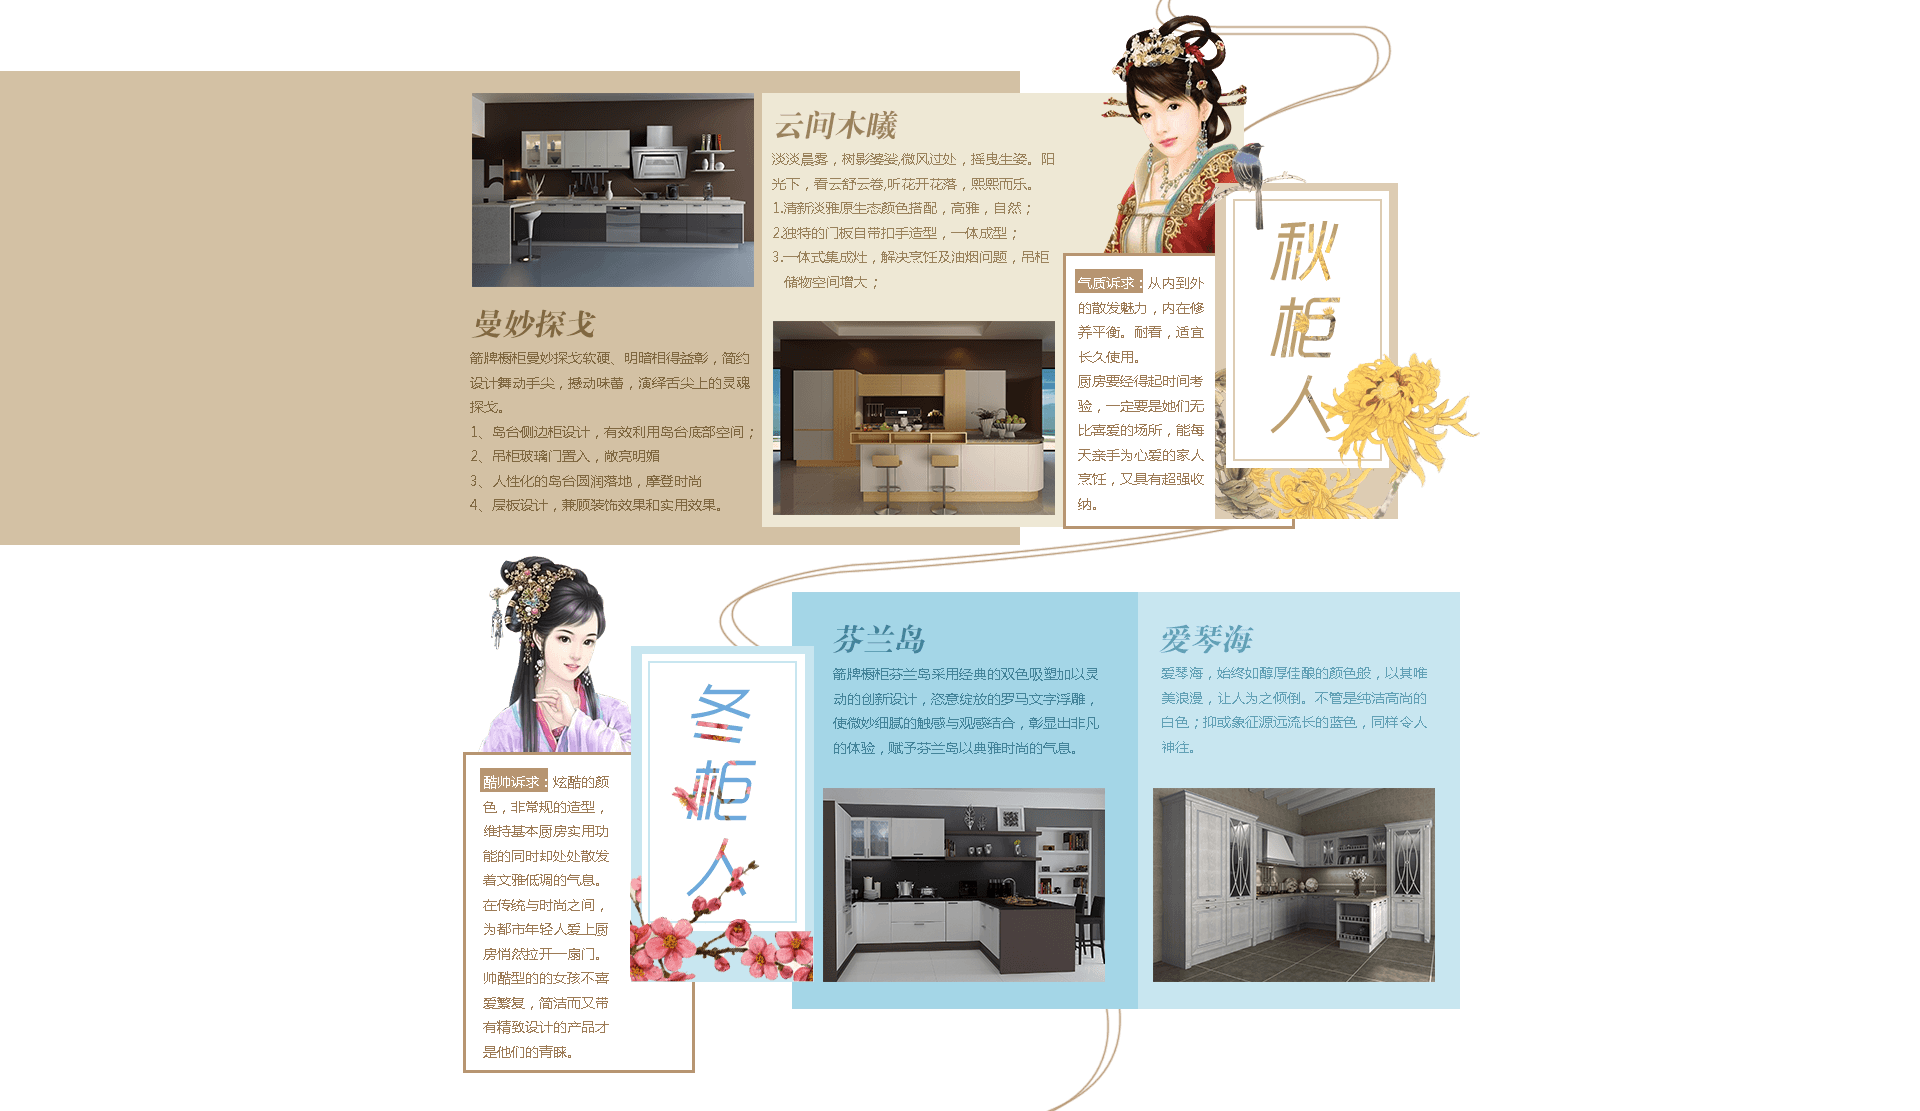 曼妙探戈
箭牌橱柜曼妙探戈软硬、明暗相得益彰，简约
设计舞动手尖，撼动味蕾，演绎舌尖上的灵魂
探戈。
1、岛台侧边柜设计，有效利用岛台底部空间；
2、吊柜玻璃门置入，敞亮明媚
3、人性化的岛台圆润落地，摩登时尚
4、层板设计，兼顾装饰效果和实用效果。
云间木曦
淡淡晨雾，树影婆娑,微风过处，摇曳生姿。阳
光下，看云舒云卷,听花开花落，熙熙而乐。
1.清新淡雅原生态颜色搭配，高雅，自然；
2.独特的门板自带扣手造型，一体成型；
3.一体式集成灶，解决烹饪及油烟问题，吊柜
储物空间增大；
气质诉求：从内到外
的散发魅力，内在修
养平衡。耐看，适宜
长久使用。
厨房要经得起时间考
验，一定要是她们无
比喜爱的场所，能每
天亲手为心爱的家人
烹饪，又具有超强收
纳。
秋
柜
人
酷帅诉求：炫酷的颜
色，非常规的造型，
维持基本厨房实用功
能的同时却处处散发
着文雅低调的气息。
在传统与时尚之间，
为都市年轻人爱上厨
房悄然拉开一扇门。
帅酷型的的女孩不喜
爱繁复，简洁而又带
有精致设计的产品才
是他们的青睐。
冬
柜
人
芬兰岛
箭牌橱柜芬兰岛采用经典的双色吸塑加以灵
动的创新设计，恣意绽放的罗马文字浮雕，
使微妙细腻的触感与观感结合，彰显出非凡
的体验，赋予芬兰岛以典雅时尚的气息。
爱琴海
爱琴海，始终如醇厚佳酿的颜色般，以其唯
美浪漫，让人为之倾倒。不管是纯洁高尚的
白色；抑或象征源远流长的蓝色，同样令人
神往。